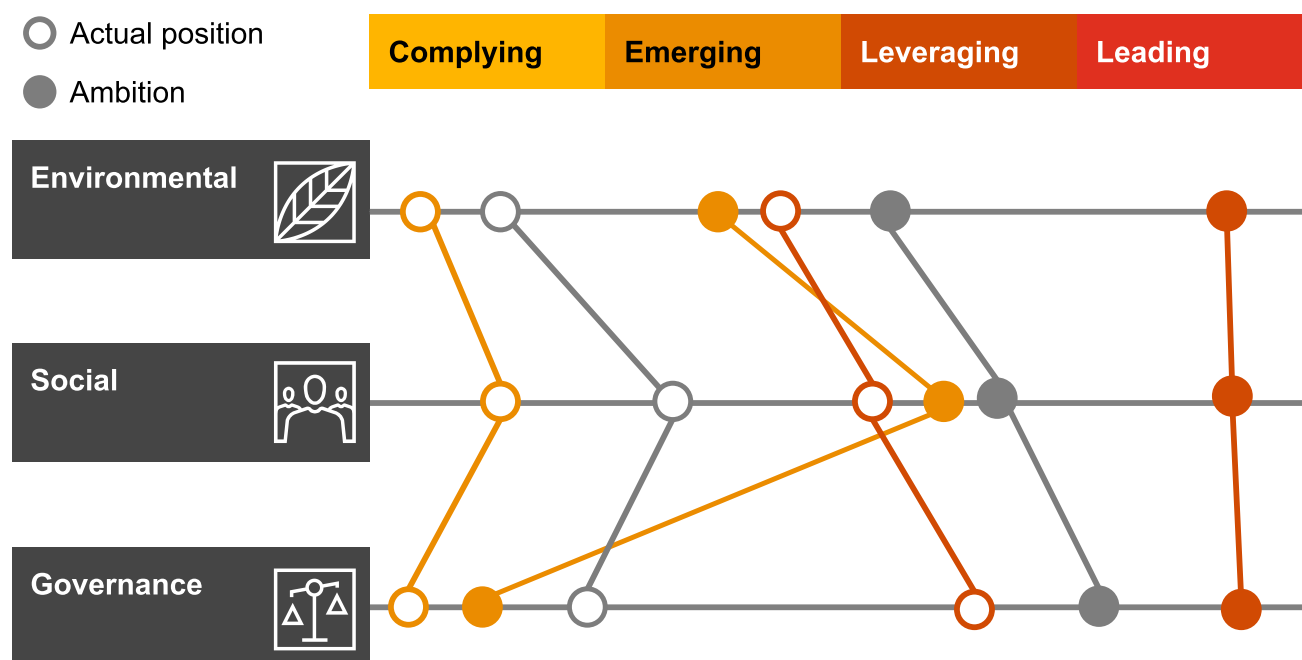 Actual position
Ambition
Complying Emerging Leveraging Leading
Environmental
Social
Governance